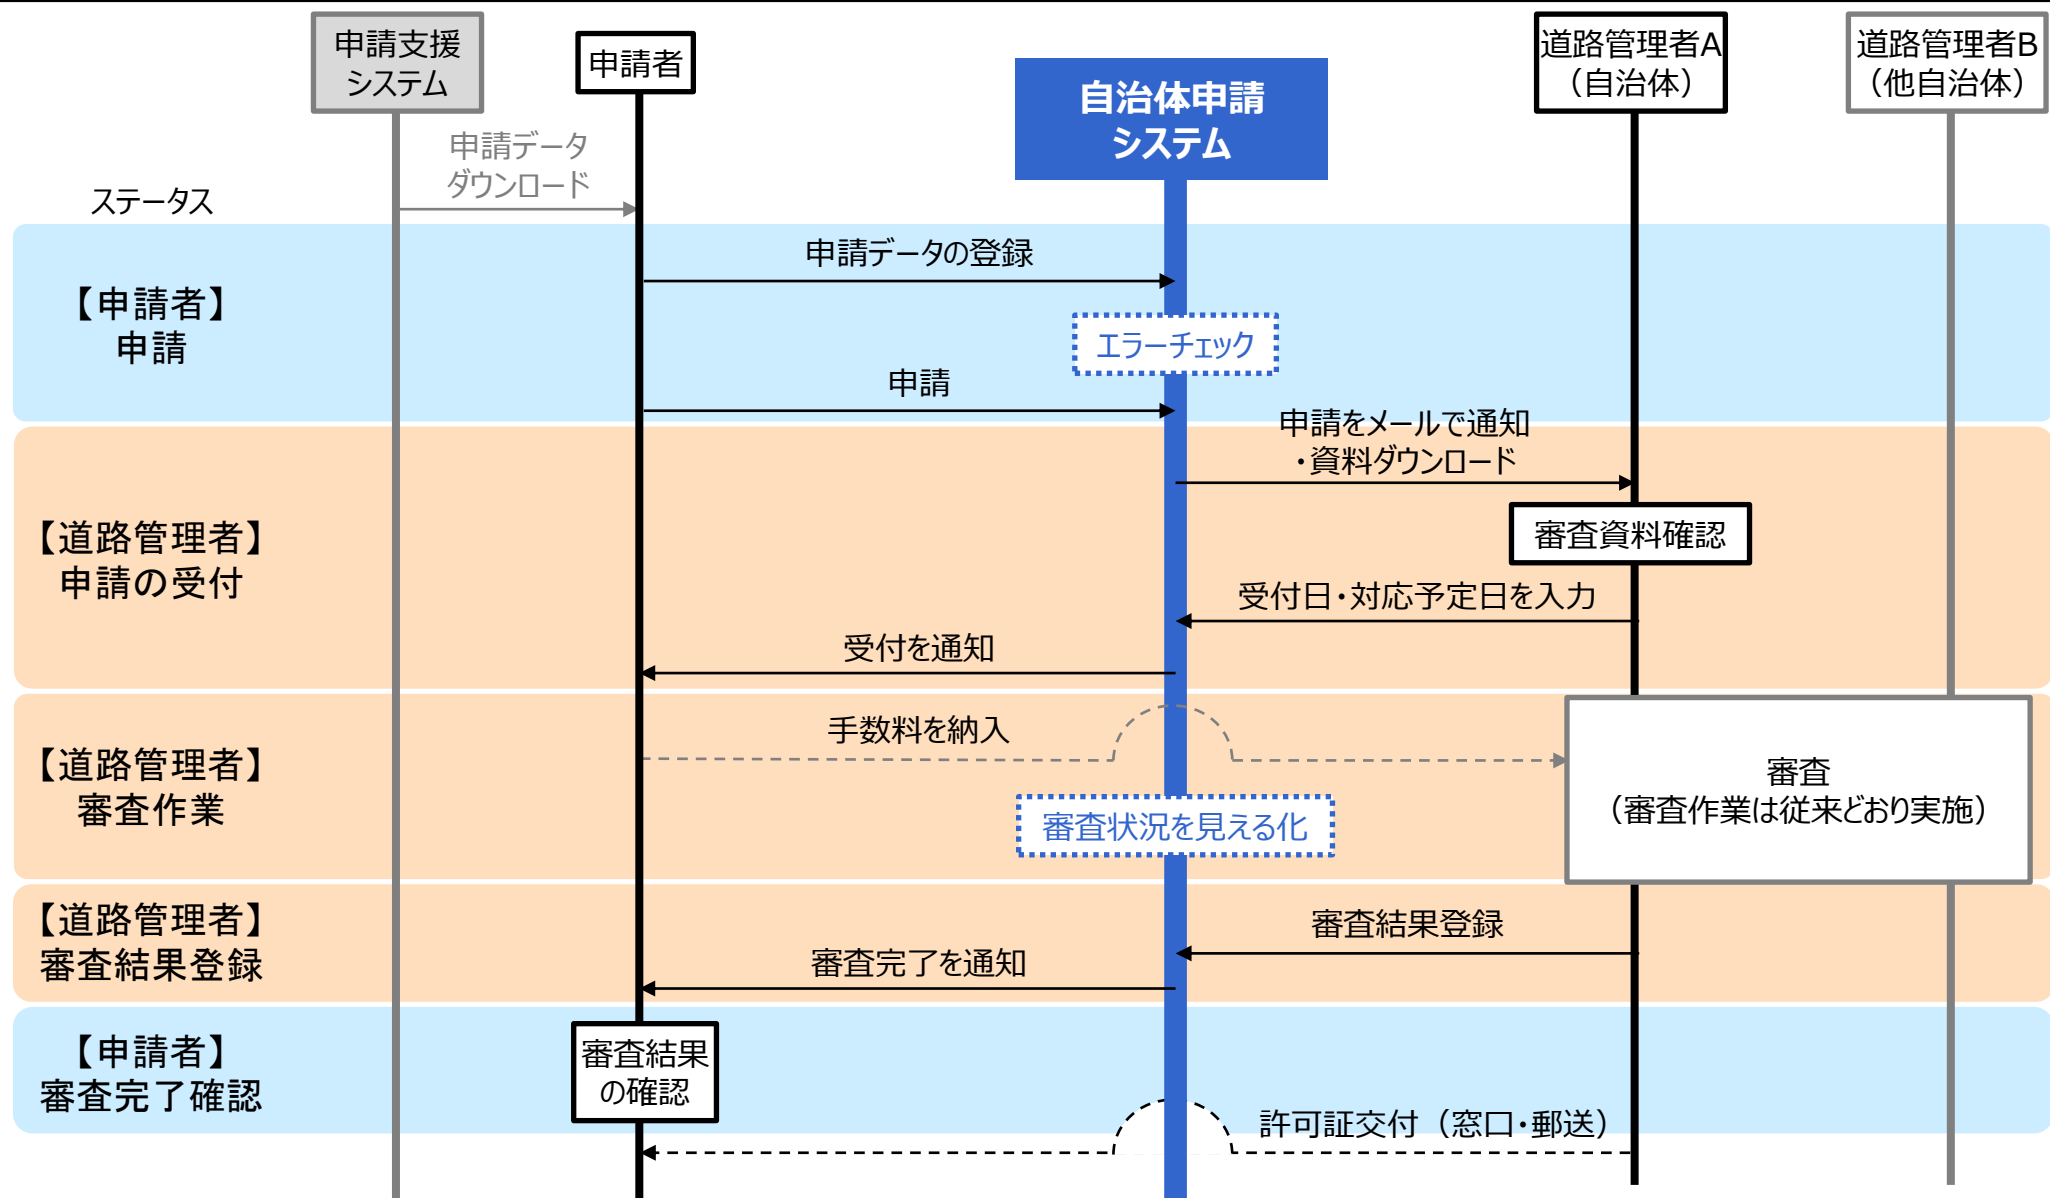 申請支援
システム
申請者
自治体申請
システム
道路管理者A
（自治体）
道路管理者B
（他自治体）
申請データ
ダウンロード
ステータス
【申請者】
申請
申請データの登録
エラーチェック
申請
【道路管理者】
申請の受付
申請をメールで通知
・資料ダウンロード
審査資料確認
受付日・対応予定日を入力
受付を通知
【道路管理者】
審査作業
手数料を納入
審査状況を見える化
審査
（審査作業は従来どおり実施）
【道路管理者】
審査結果登録
審査結果登録
審査完了を通知
【申請者】
審査完了確認
審査結果
の確認
許可証交付（窓口・郵送）